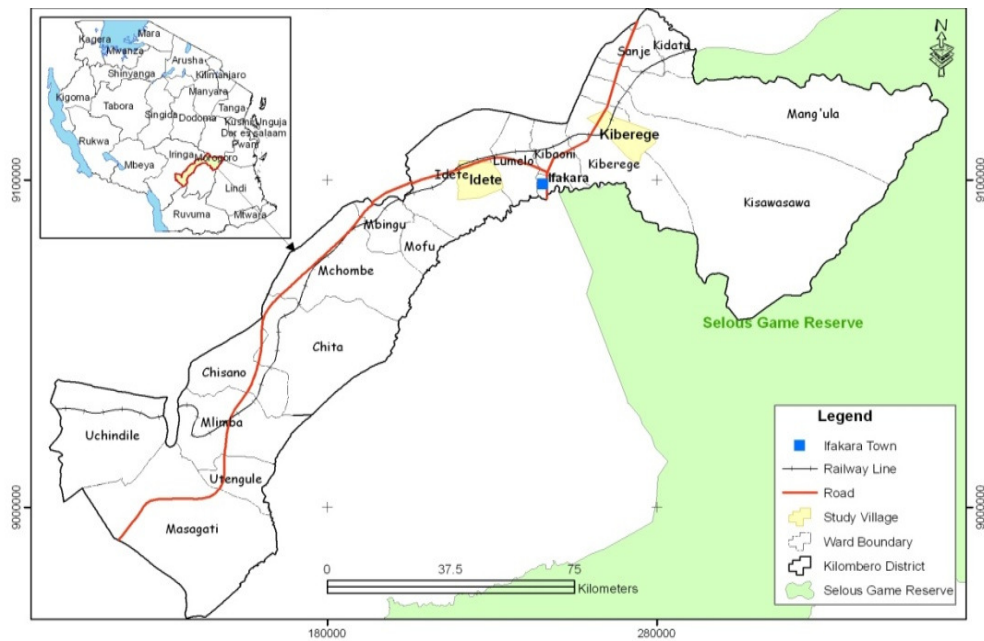 Kagera
Mara
Mwanza
Arusha
Shinyanga
Kilimanjaro
Kigoma
Manyara
Tabora
Tanga
Singida
Dodoma
Kusini Unguja
Dar es salaam
Pwani
Rukwa
Iringa
Morogoro
Mbeya
Lindi
Ruvuma
Mtwara
N
Sanje
Kidatu
Mang'ula
Kiberege
Kibaoni
Lumelo
Kiberege
Idete
Idete
Ifakara
Kisawasawa
9100000
9100000
Mbingu
Mofu
Mchombe
Selous Game Reserve
Chita
Chisano
Mlimba
Uchindile
Utengule
Masagati
9000000
9000000
Legend
Ifakara Town
Railway Line
Road
Study Village
Ward Boundary
Kilombero District
Selous Game Reserve
0 37.5 75
Kilometers
180000
280000